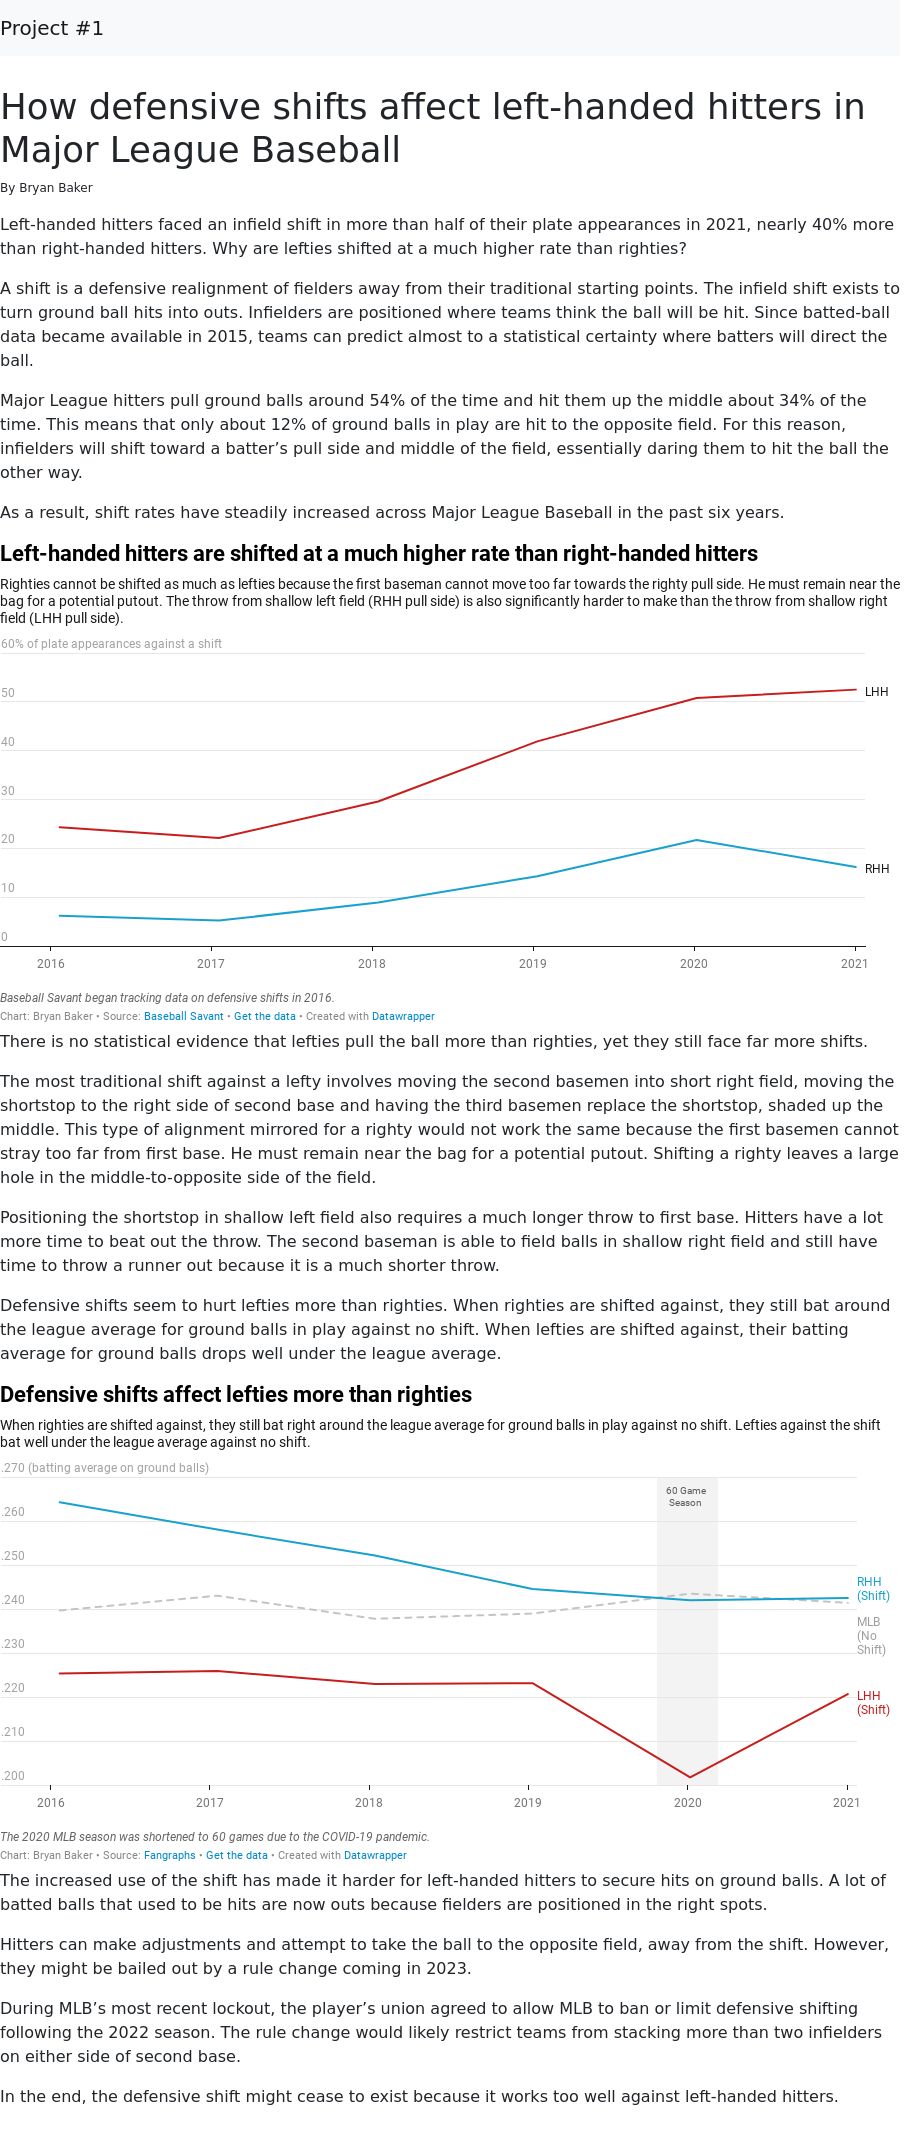 Project #1
How defensive shifts affect left-handed hitters in
Major League Baseball
By Bryan Baker
Left-handed hitters faced an infield shift in more than half of their plate appearances in 2021, nearly 40% more
than right-handed hitters. Why are lefties shifted at a much higher rate than righties?
A shift is a defensive realignment of fielders away from their traditional starting points. The infield shift exists to
turn ground ball hits into outs. Infielders are positioned where teams think the ball will be hit. Since batted-ball
data became available in 2015, teams can predict almost to a statistical certainty where batters will direct the
ball.
Major League hitters pull ground balls around 54% of the time and hit them up the middle about 34% of the
time. This means that only about 12% of ground balls in play are hit to the opposite field. For this reason,
infielders will shift toward a batter’s pull side and middle of the field, essentially daring them to hit the ball the
other way.
As a result, shift rates have steadily increased across Major League Baseball in the past six years.
Left-handed hitters are shifted at a much higher rate than right-handed hitters
Righties cannot be shifted as much as lefties because the first baseman cannot move too far towards the righty pull side. He must remain near the
bag for a potential putout. The throw from shallow left field (RHH pull side) is also significantly harder to make than the throw from shallow right
field (LHH pull side).
60% of plate appearances against a shift
50
LHH
40
30
20
RHH
10
0
2016 2017 2018 2019 2020 2021
Baseball Savant began tracking data on defensive shifts in 2016.
Chart: Bryan Baker • Source: Baseball Savant • Get the data • Created with Datawrapper
There is no statistical evidence that lefties pull the ball more than righties, yet they still face far more shifts.
The most traditional shift against a lefty involves moving the second basemen into short right field, moving the
shortstop to the right side of second base and having the third basemen replace the shortstop, shaded up the
middle. This type of alignment mirrored for a righty would not work the same because the first basemen cannot
stray too far from first base. He must remain near the bag for a potential putout. Shifting a righty leaves a large
hole in the middle-to-opposite side of the field.
Positioning the shortstop in shallow left field also requires a much longer throw to first base. Hitters have a lot
more time to beat out the throw. The second baseman is able to field balls in shallow right field and still have
time to throw a runner out because it is a much shorter throw.
Defensive shifts seem to hurt lefties more than righties. When righties are shifted against, they still bat around
the league average for ground balls in play against no shift. When lefties are shifted against, their batting
average for ground balls drops well under the league average.
Defensive shifts affect lefties more than righties
When righties are shifted against, they still bat right around the league average for ground balls in play against no shift. Lefties against the shift
bat well under the league average against no shift.
.270 (batting average on ground balls)
60 Game
Season
.260
.250
RHH
(Shift)
.240
MLB
(No
Shift)
.230
.220
LHH
(Shift)
.210
.200
2016 2017 2018 2019 2020 2021
The 2020 MLB season was shortened to 60 games due to the COVID-19 pandemic.
Chart: Bryan Baker • Source: Fangraphs • Get the data • Created with Datawrapper
The increased use of the shift has made it harder for left-handed hitters to secure hits on ground balls. A lot of
batted balls that used to be hits are now outs because fielders are positioned in the right spots.
Hitters can make adjustments and attempt to take the ball to the opposite field, away from the shift. However,
they might be bailed out by a rule change coming in 2023.
During MLB’s most recent lockout, the player’s union agreed to allow MLB to ban or limit defensive shifting
following the 2022 season. The rule change would likely restrict teams from stacking more than two infielders
on either side of second base.
In the end, the defensive shift might cease to exist because it works too well against left-handed hitters.